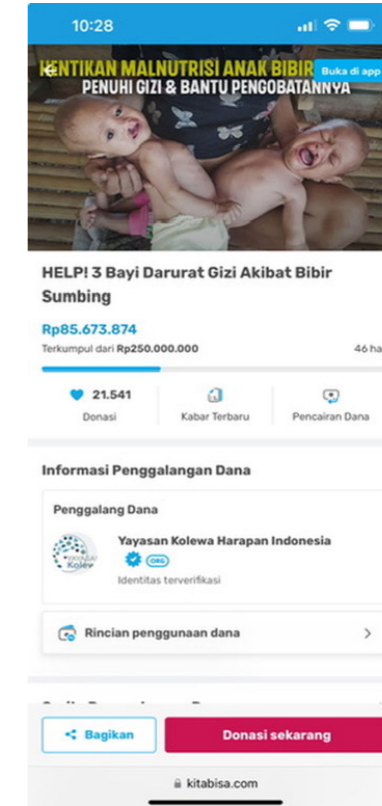 10:28
HENTIKAN MALNUTRISI ANAK BIBIR
Buka di app
PENUHI GIZI & BANTU PENGOBATANNYA
HELP! 3 Bayi Darurat Gizi Akibat Bibir
Sumbing
Rp85.673.874
Terkumpul dari Rp250.000.000
46 ha
21.541
Donasi
Kabar Terbaru
Pencairan Dana
Informasi Penggalangan Dana
Penggalang Dana
Yayasan Kolewa Harapan Indonesia
ORG
Identitas terverifikasi
Rincian penggunaan dana
Bagikan
Donasi sekarang
kitabisa.com